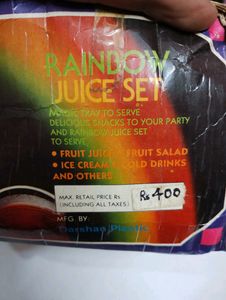 RAINBOW
JUICE SET
MAGIC TRAY TO SERVE
DELICIOUS SNACKS TO YOUR PARTY
AND RAINBOW JUICE SET
TO SERVE
• FRUIT JUICE • FRUIT SALAD
• ICE CREAM • COLD DRINKS
AND OTHERS
MAX. RETAIL PRICE Rs
(INCLUDING ALL TAXES)
Rs 400
MFG. BY
Darshan Plastic